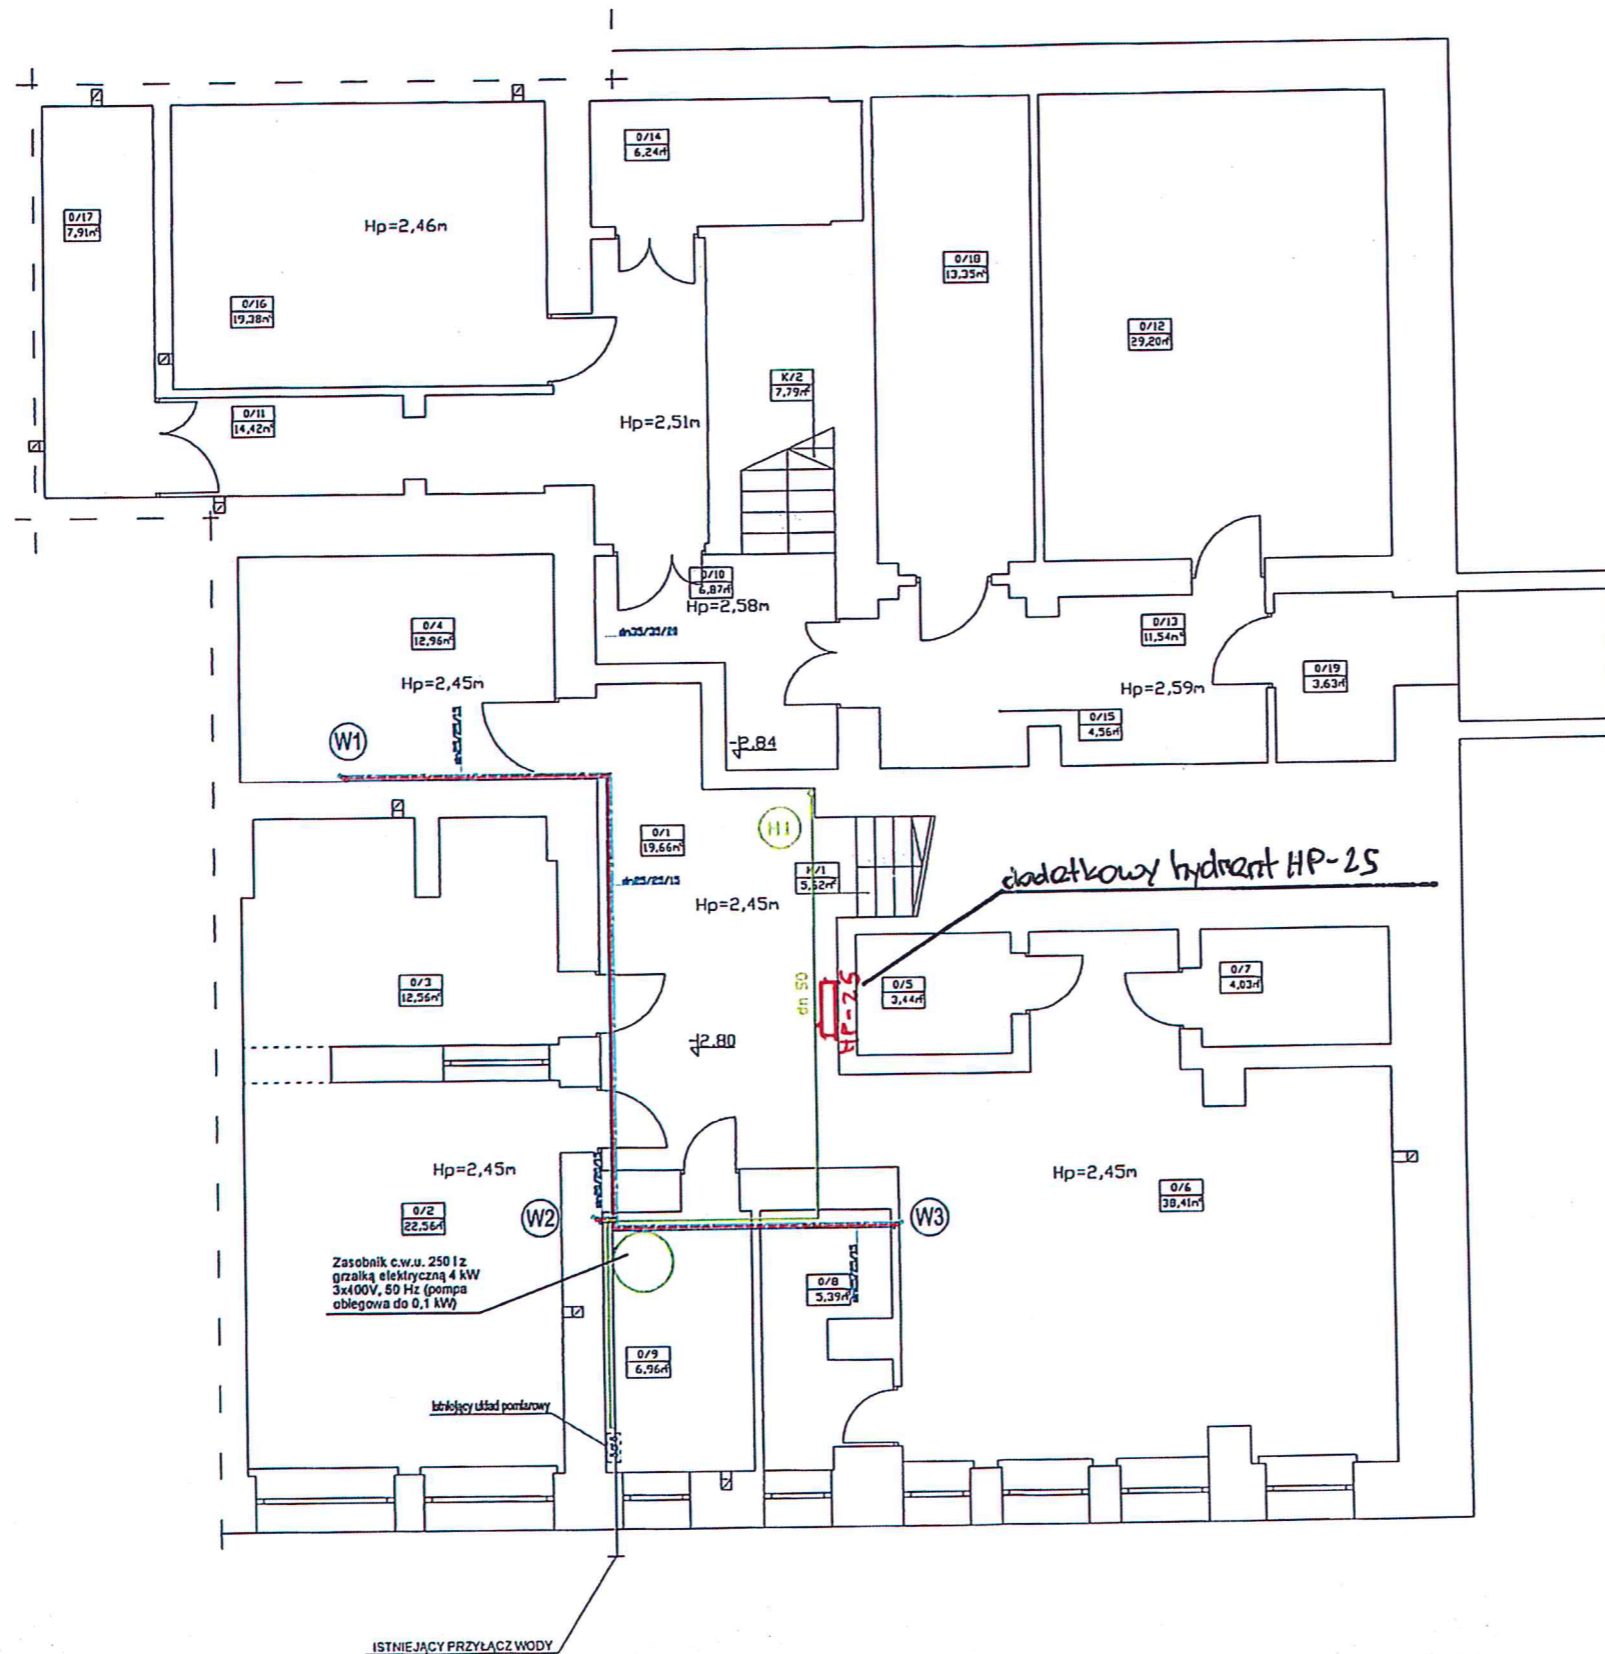 0/14
6,24m²
0/17
7,91m²
Hp=2,46m
0/16
19,38m²
0/18
13,35m²
0/12
29,20m²
K/2
7,79m²
0/11
14,42m²
Hp=2,51m
0/10
6,87m²
Hp=2,58m
dn35/35/28
0/4
12,96m²
Hp=2,45m
0/13
11,54m²
Hp=2,59m
0/19
3,63m²
0/15
4,56m²
-2.84
W1
H1
0/1
19,66m²
dn25/25/15
K/1
5,52m²
Hp=2,45m
dodatkowy hydrant HP-25
dn 50
HP-25
0/5
3,44m²
0/7
4,03m²
0/3
12,56m²
-2.80
Hp=2,45m
Hp=2,45m
0/2
22,56m²
0/6
38,41m²
W2
W3
Zasobnik c.w.u. 250 l z
grzałką elektryczną 4 kW
3x400V, 50 Hz (pompa
obiegowa do 0,1 kW)
0/8
5,39m²
0/9
6,96m²
Istniejący układ pomiarowy
ISTNIEJĄCY PRZYŁĄCZ WODY